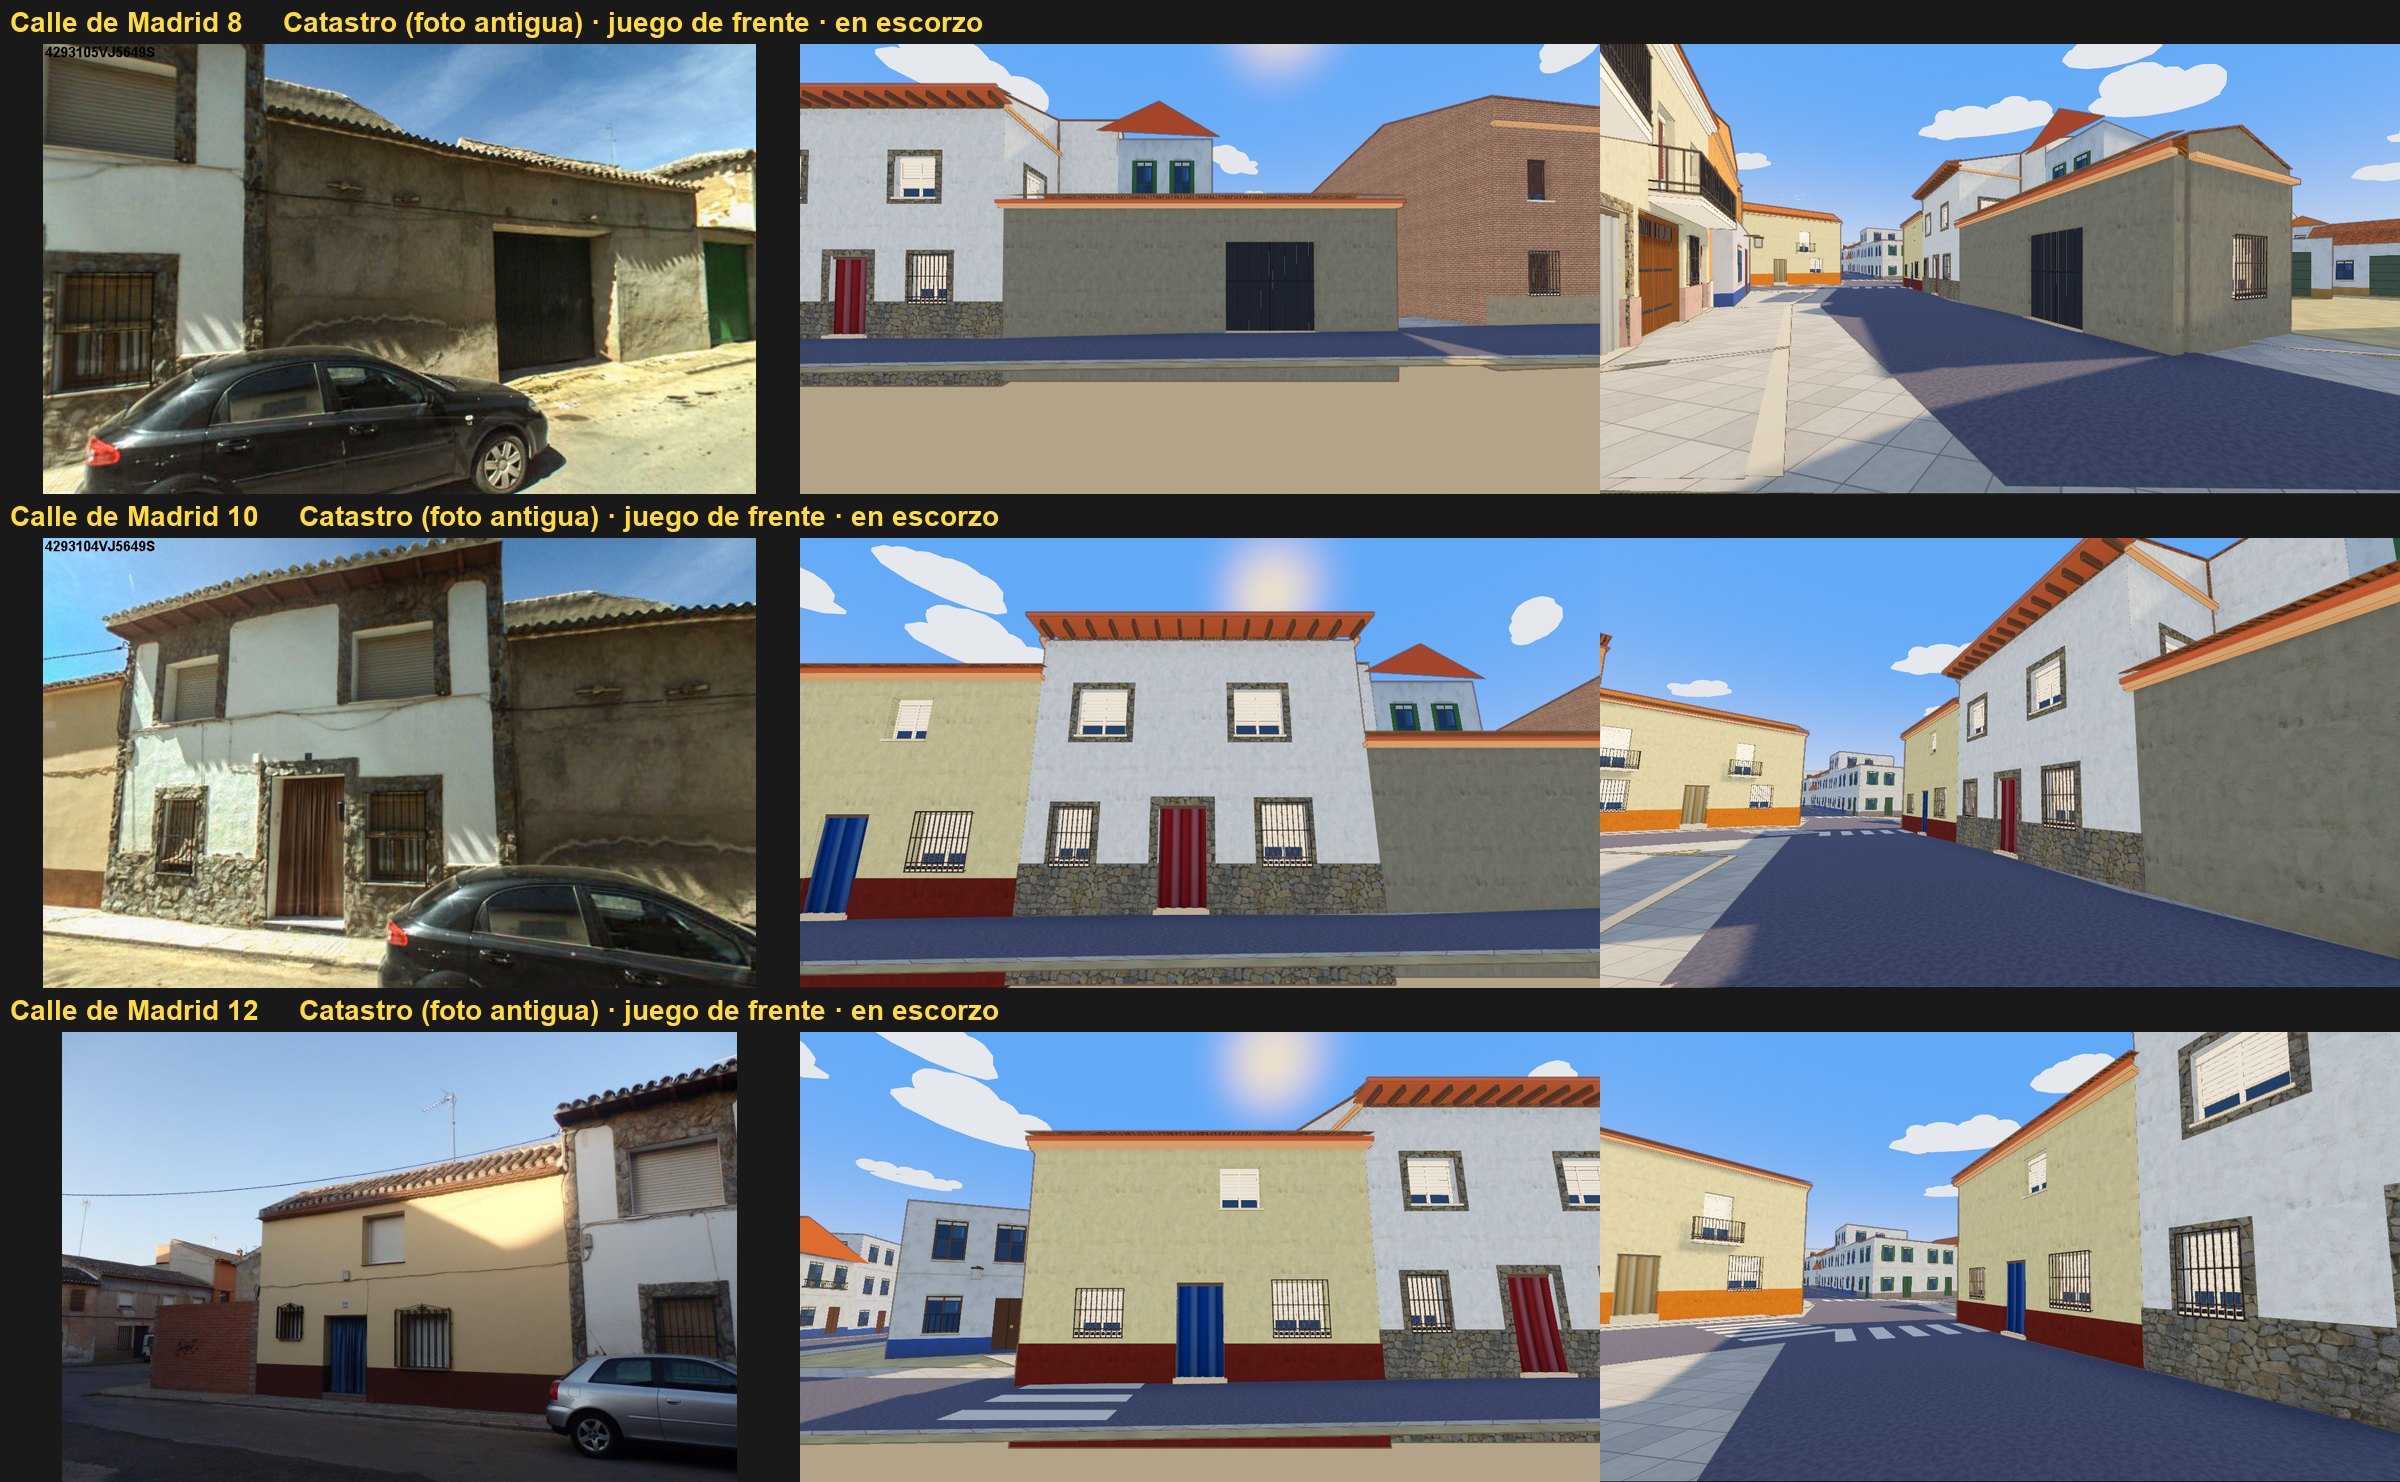 Calle de Madrid 8 Catastro (foto antigua) · juego de frente · en escorzo
4293105VJ5649S
Calle de Madrid 10 Catastro (foto antigua) · juego de frente · en escorzo
4293104VJ5649S
Calle de Madrid 12 Catastro (foto antigua) · juego de frente · en escorzo